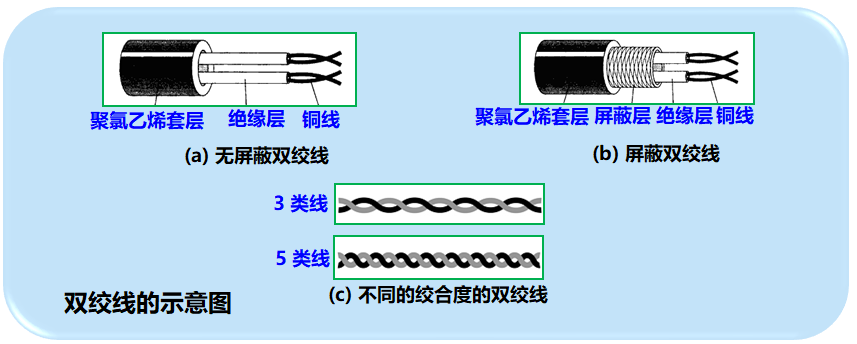 聚氯乙烯套层 绝缘层 铜线
(a) 无屏蔽双绞线
聚氯乙烯套层 屏蔽层 绝缘层 铜线
(b) 屏蔽双绞线
3 类线
5 类线
(c) 不同的绞合度的双绞线
双绞线的示意图